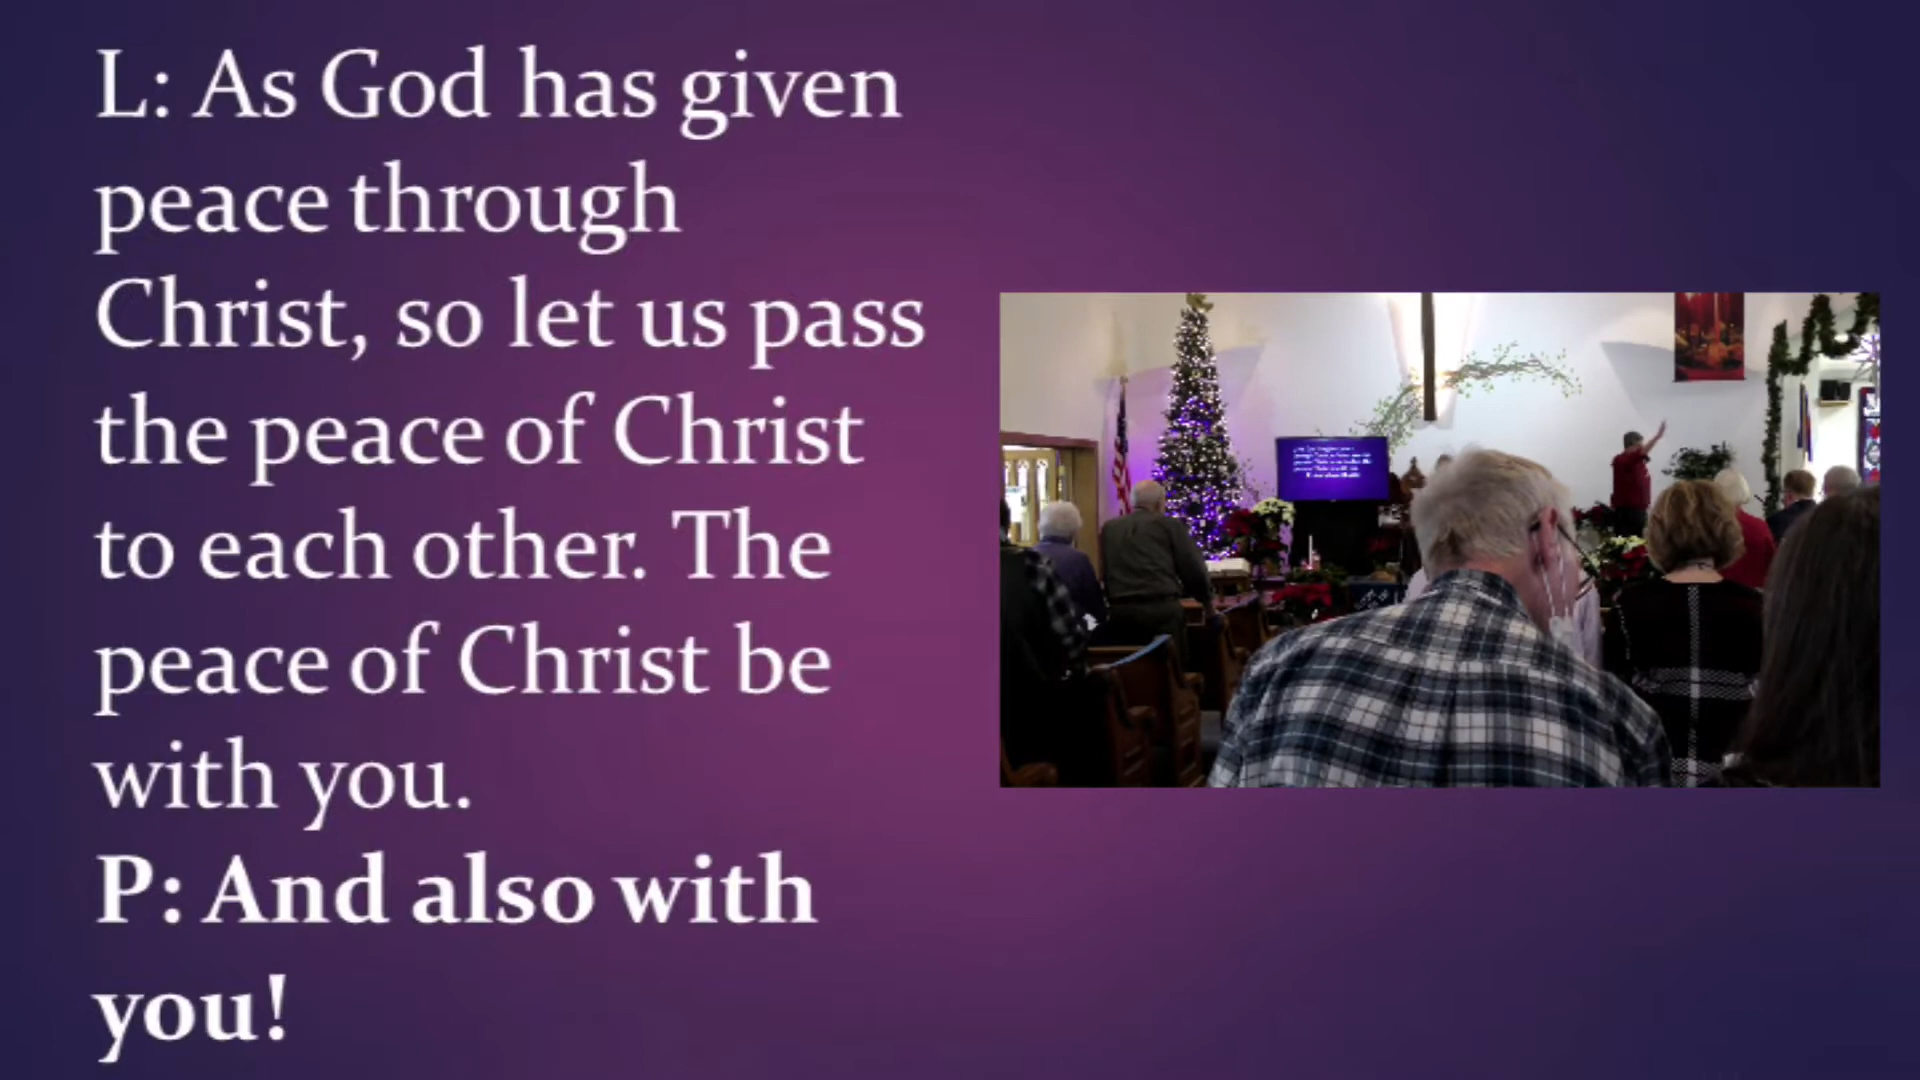 L: As God has given
peace through
Christ, so let us pass
the peace of Christ
to each other. The
peace of Christ be
with you.
P: And also with
you!